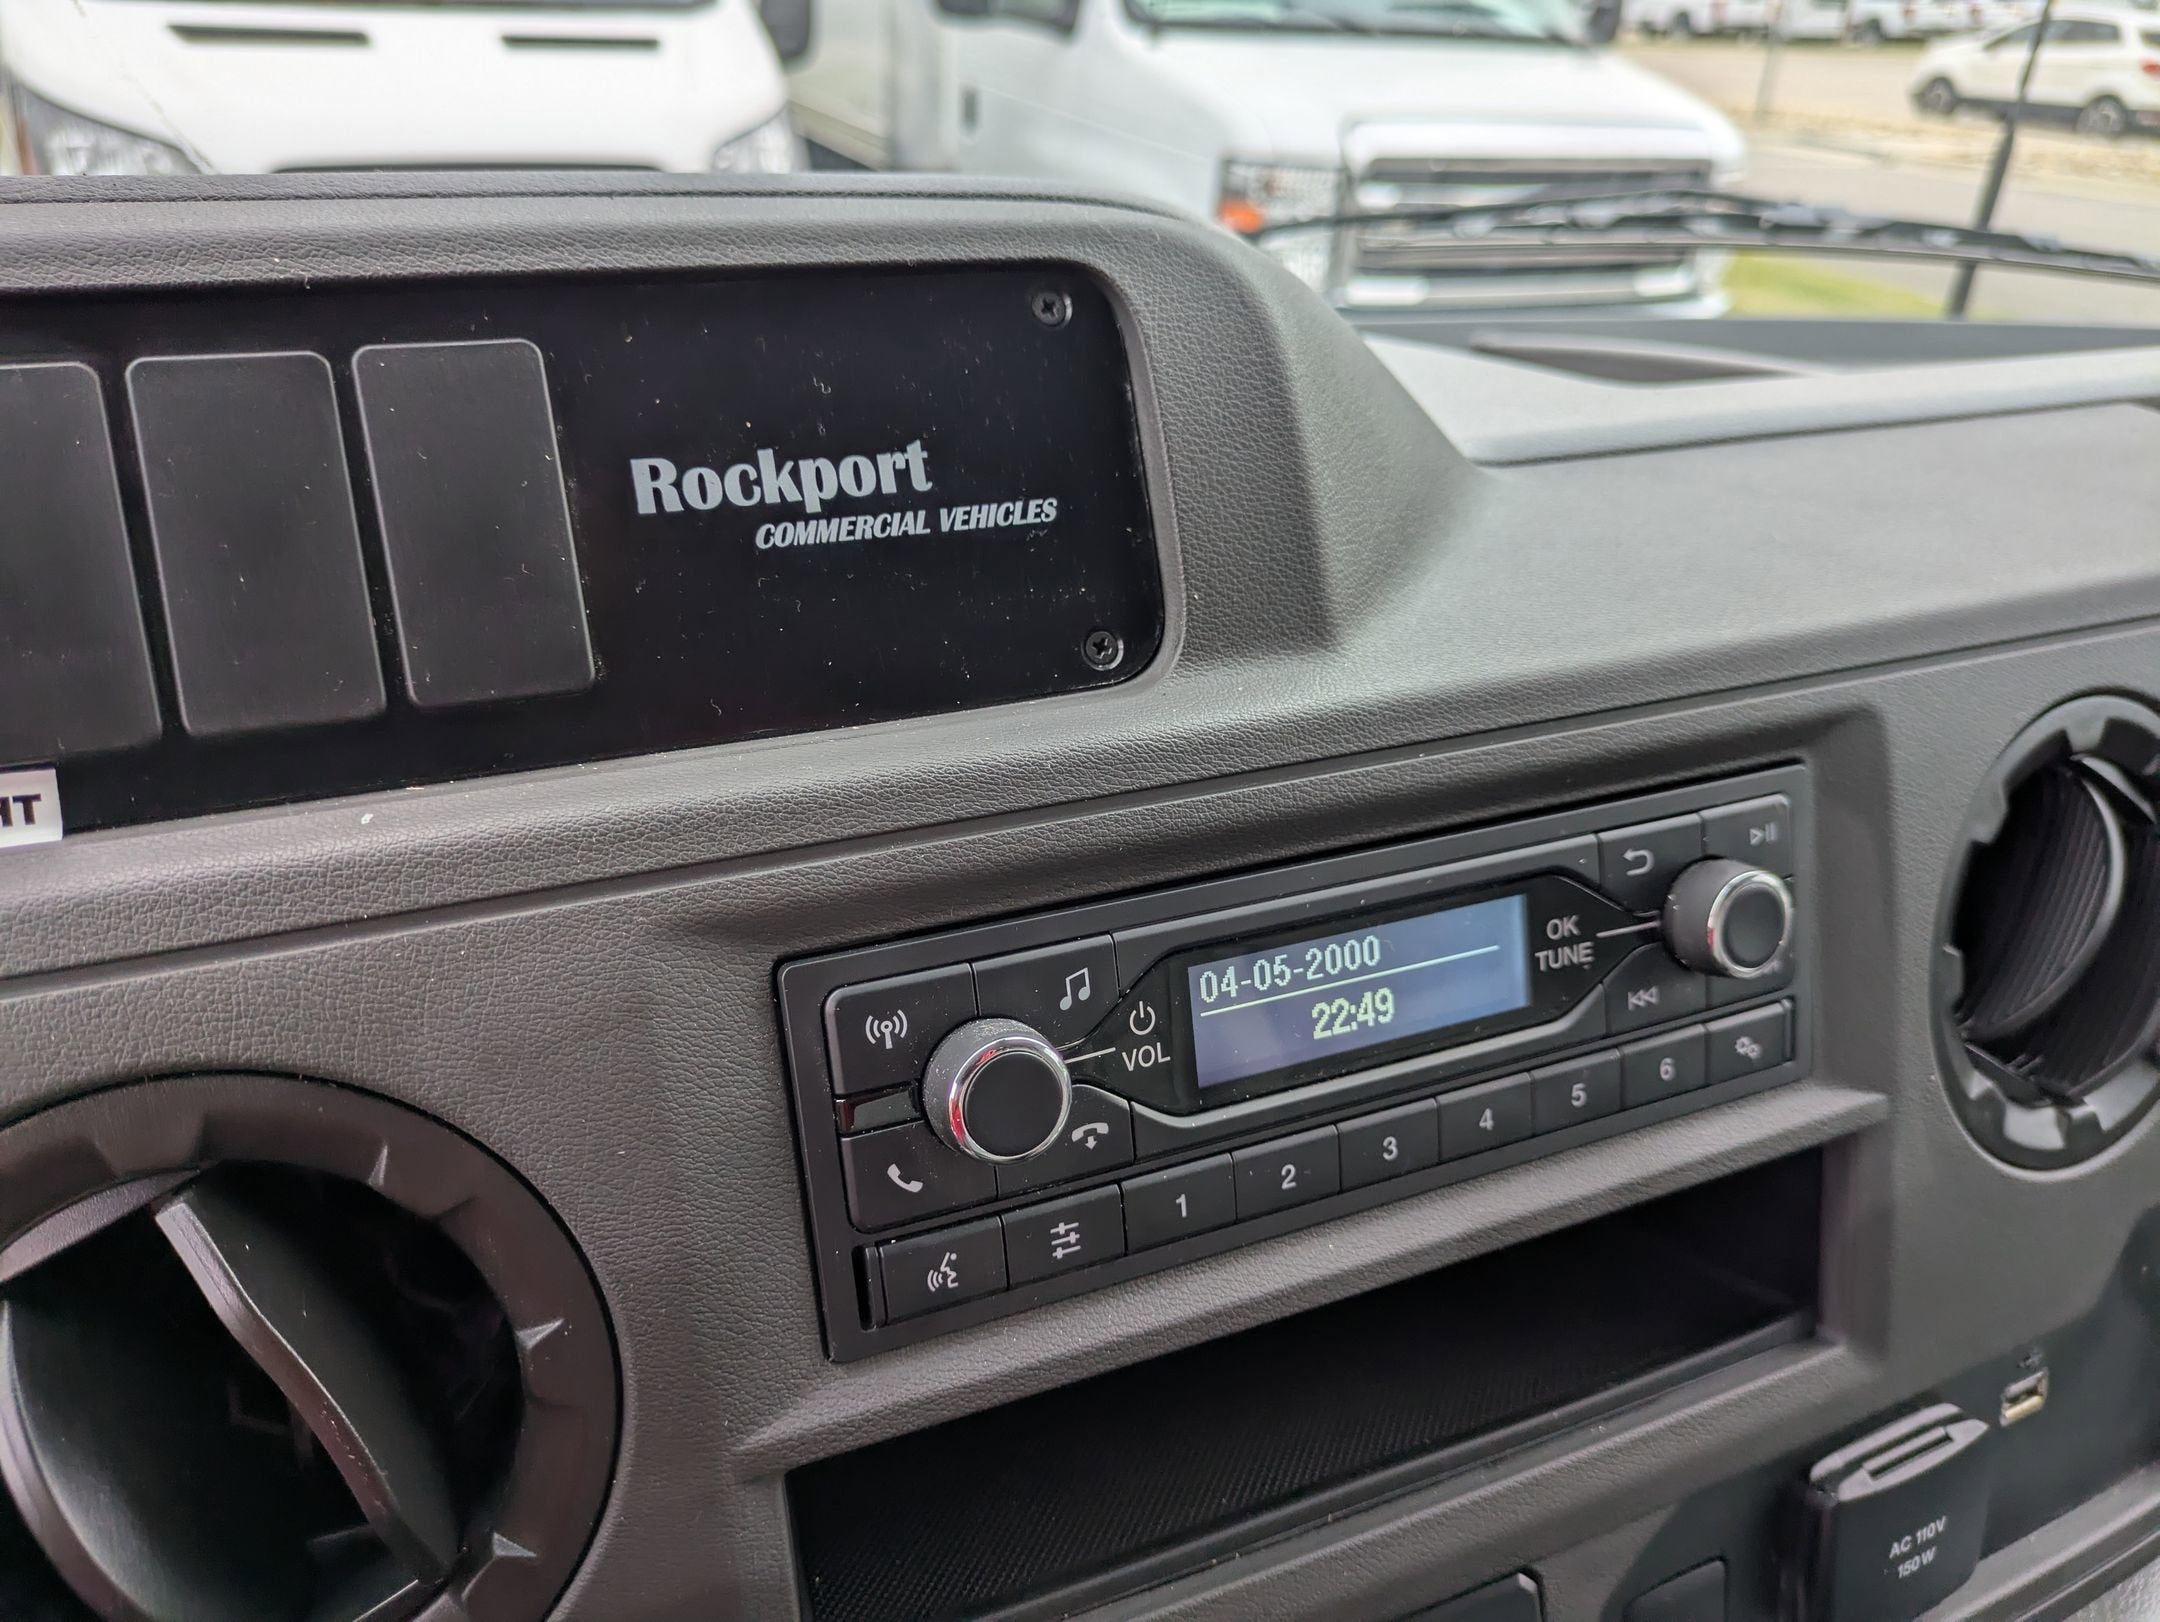 Rockport
COMMERCIAL VEHICLES
HT
04-05-2000
22:49
VOL
OK
TUNE
1
2
3
4
5
6
AC 110V
150W